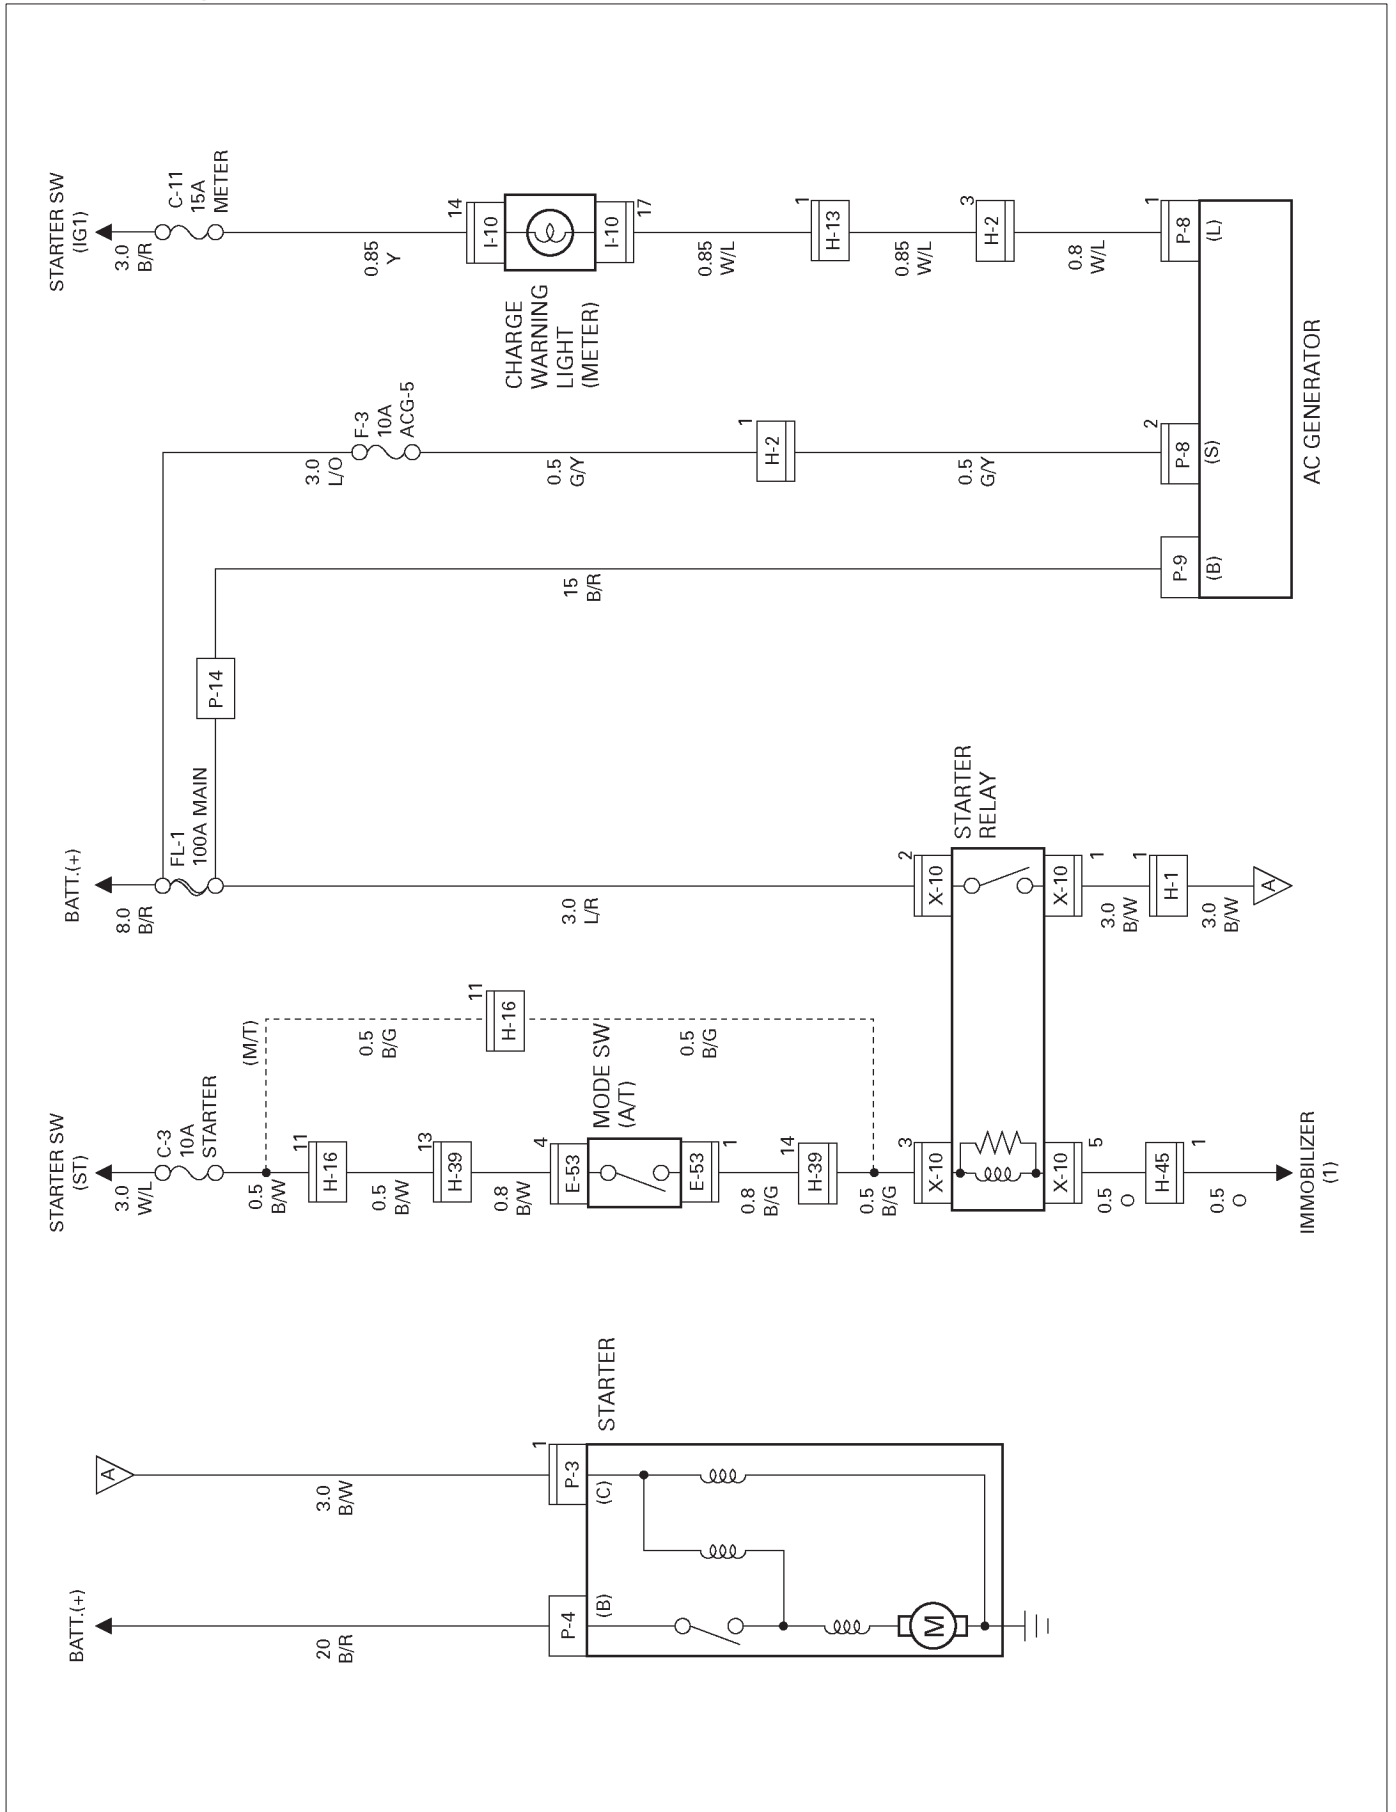 BATT.(+)
20
B/R
P-4
(B)
M
A
3.0
B/W
1
P-3
(C)
STARTER
STARTER SW
(ST)
3.0
W/L
C-3
10A
STARTER
(M/T)
0.5
B/W
11
H-16
0.5
B/W
13
H-39
0.8
B/W
4
E-53
MODE SW
(A/T)
E-53
1
0.8
B/G
14
H-39
0.5
B/G
0.5
B/G
11
H-16
0.5
B/G
3
X-10
X-10
5
0.5
O
H-45
1
0.5
O
IMMOBILIZER
(1)
BATT.(+)
8.0
B/R
FL-1
100A MAIN
3.0
L/R
2
X-10
STARTER
RELAY
X-10
1
3.0
B/W
1
H-1
3.0
B/W
A
P-14
15
B/R
P-9
(B)
3.0
L/O
F-3
10A
ACG-5
0.5
G/Y
1
H-2
0.5
G/Y
2
P-8
(S)
STARTER SW
(IG1)
3.0
B/R
C-11
15A
METER
0.85
Y
14
I-10
CHARGE
WARNING
LIGHT
(METER)
I-10
17
0.85
W/L
1
H-13
0.85
W/L
3
H-2
0.8
W/L
1
P-8
(L)
AC GENERATOR